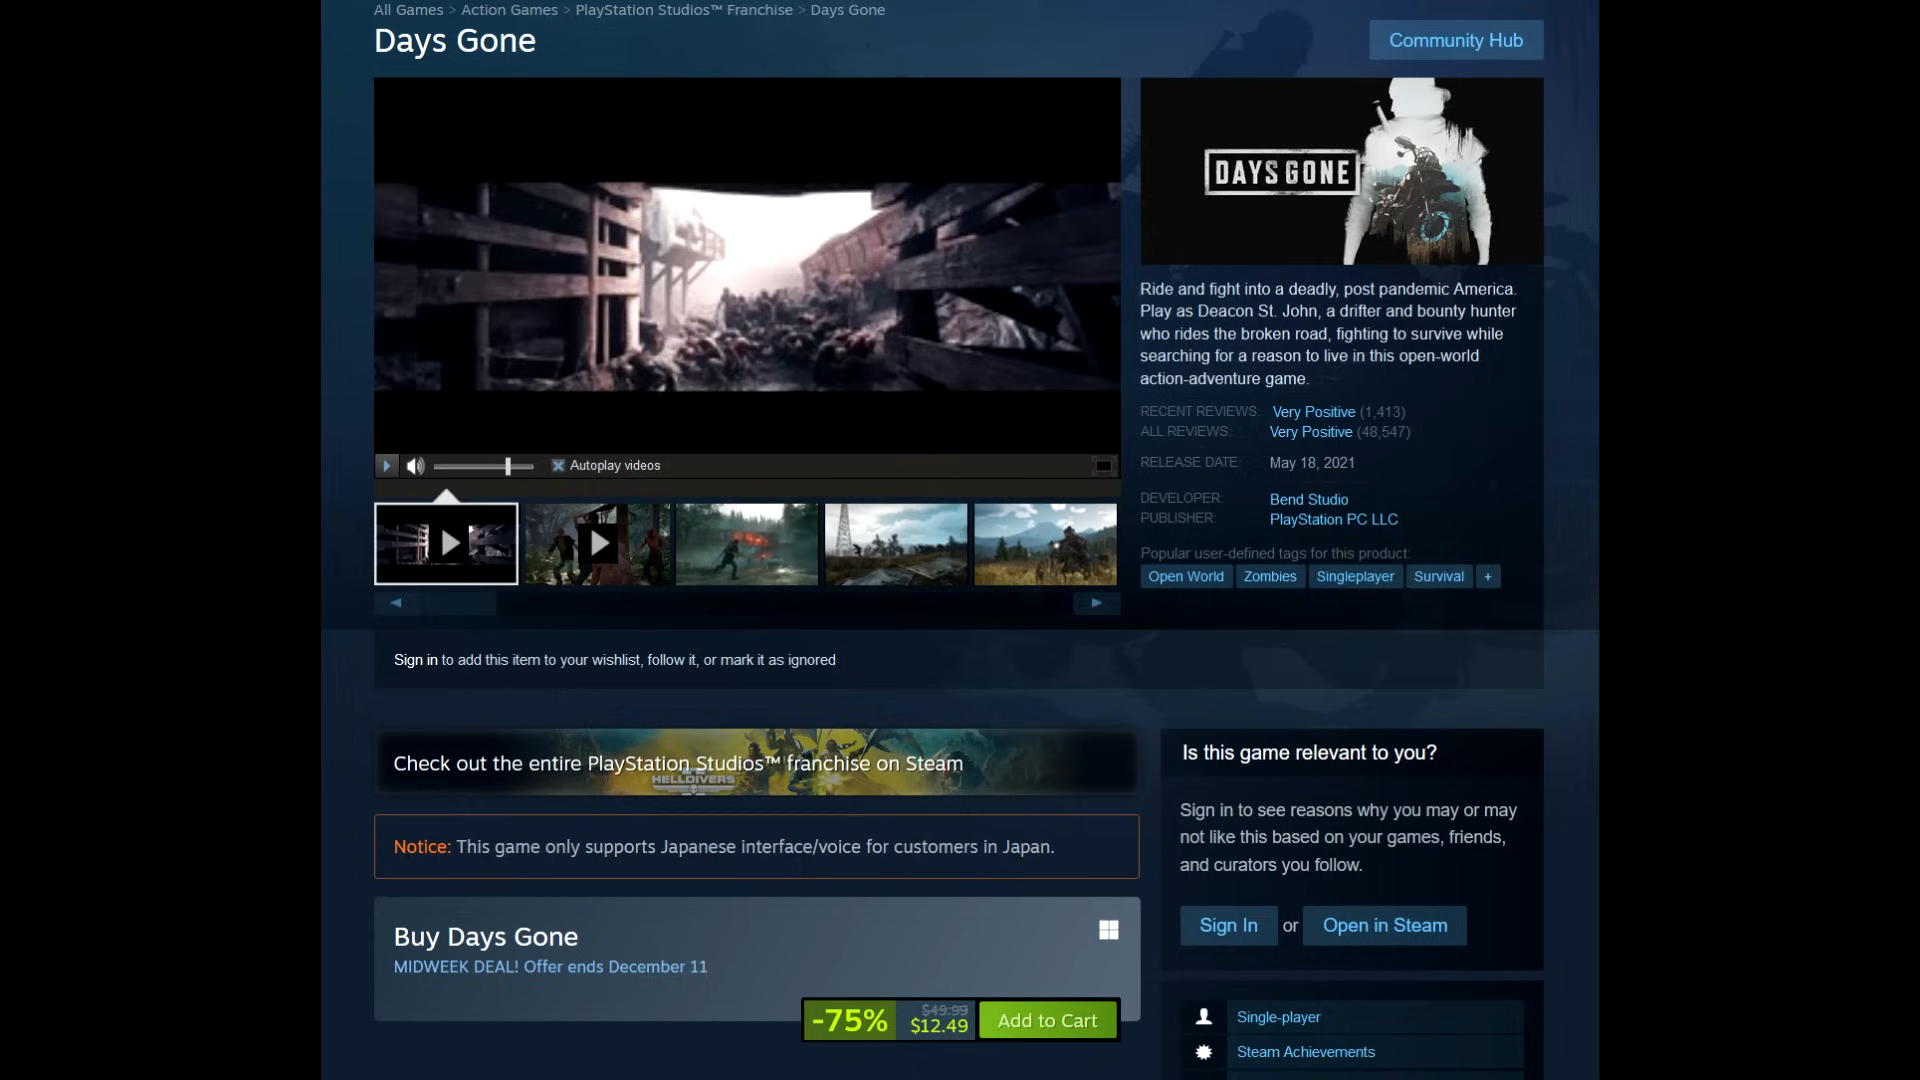 All Games > Action Games > PlayStation Studios™ Franchise > Days Gone
Days Gone
Community Hub
DAYS GONE
Ride and fight into a deadly, post pandemic America.
Play as Deacon St. John, a drifter and bounty hunter
who rides the broken road, fighting to survive while
searching for a reason to live in this open-world
action-adventure game.
RECENT REVIEWS: Very Positive (1,413)
ALL REVIEWS: Very Positive (48,547)
RELEASE DATE: May 18, 2021
DEVELOPER: Bend Studio
PUBLISHER: PlayStation PC LLC
Popular user-defined tags for this product:
Open World Zombies Singleplayer Survival +
Autoplay videos
Sign in to add this item to your wishlist, follow it, or mark it as ignored
Check out the entire PlayStation Studios™ franchise on Steam
HELLDIVERS
Notice: This game only supports Japanese interface/voice for customers in Japan.
Buy Days Gone
MIDWEEK DEAL! Offer ends December 11
-75% $49.99 $12.49 Add to Cart
Is this game relevant to you?
Sign in to see reasons why you may or may
not like this based on your games, friends,
and curators you follow.
Sign In or Open in Steam
Single-player
Steam Achievements